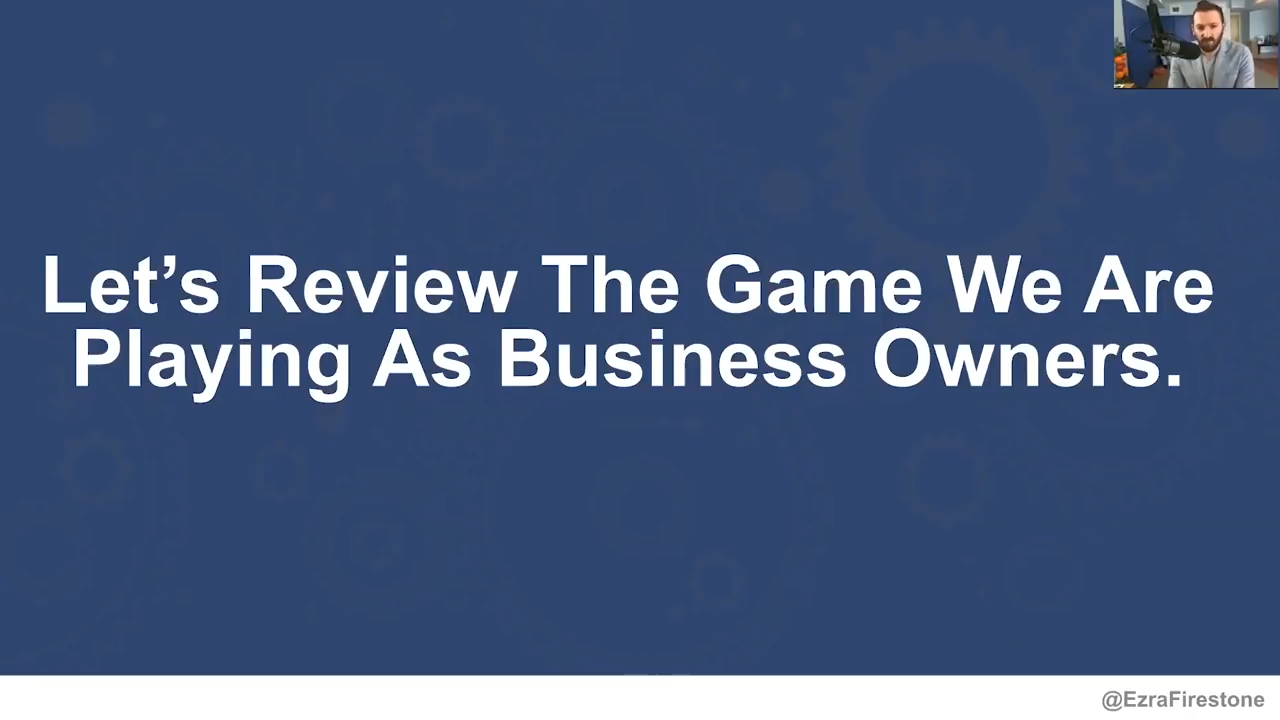 Let’s Review The Game We Are
Playing As Business Owners.
@EzraFirestone